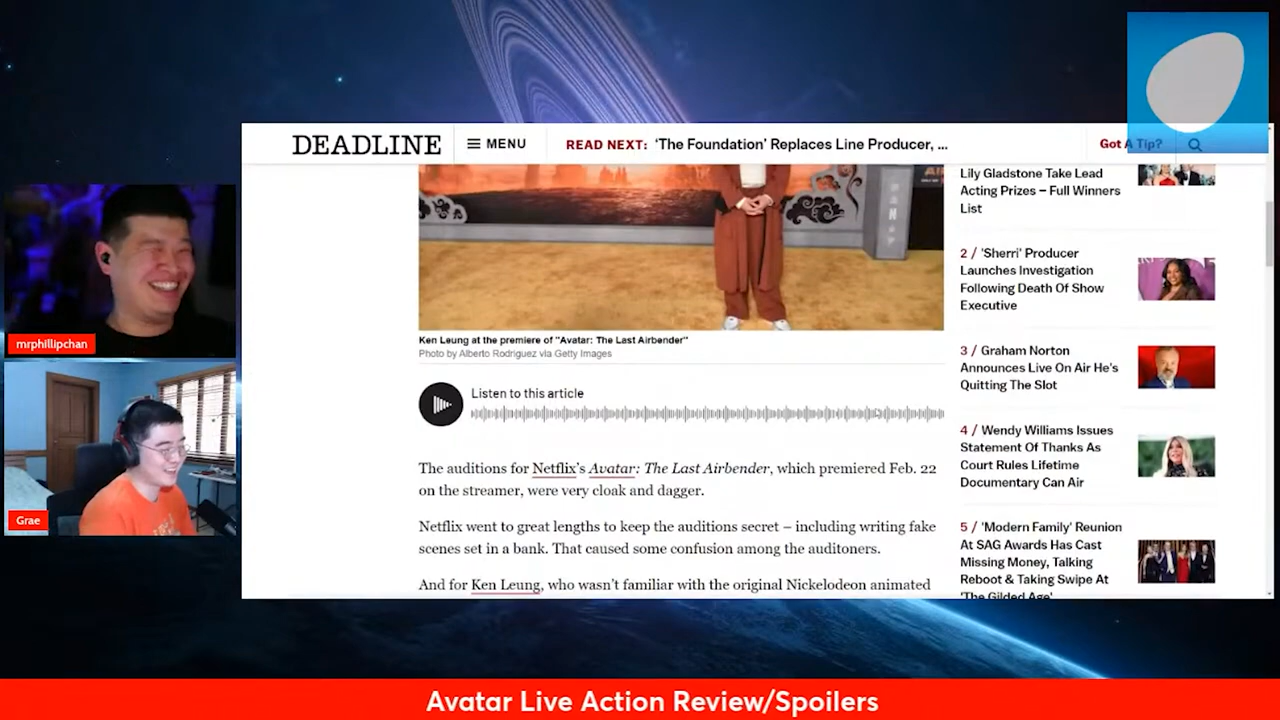 DEADLINE
MENU
READ NEXT: 'The Foundation' Replaces Line Producer, ...
Got A Tip?
mrphillipchan
Grae
Ken Leung at the premiere of "Avatar: The Last Airbender"
Photo by Alberto Rodriguez via Getty Images
Listen to this article
The auditions for Netflix's Avatar: The Last Airbender, which premiered Feb. 22
on the streamer, were very cloak and dagger.
Netflix went to great lengths to keep the auditions secret – including writing fake
scenes set in a bank. That caused some confusion among the auditoners.
And for Ken Leung, who wasn't familiar with the original Nickelodeon animated
Lily Gladstone Take Lead
Acting Prizes – Full Winners
List
2 / 'Sherri' Producer
Launches Investigation
Following Death Of Show
Executive
3 / Graham Norton
Announces Live On Air He's
Quitting The Slot
4 / Wendy Williams Issues
Statement Of Thanks As
Court Rules Lifetime
Documentary Can Air
5 / 'Modern Family' Reunion
At SAG Awards Has Cast
Missing Money, Talking
Reboot & Taking Swipe At
'The Gilded Age'
Avatar Live Action Review/Spoilers